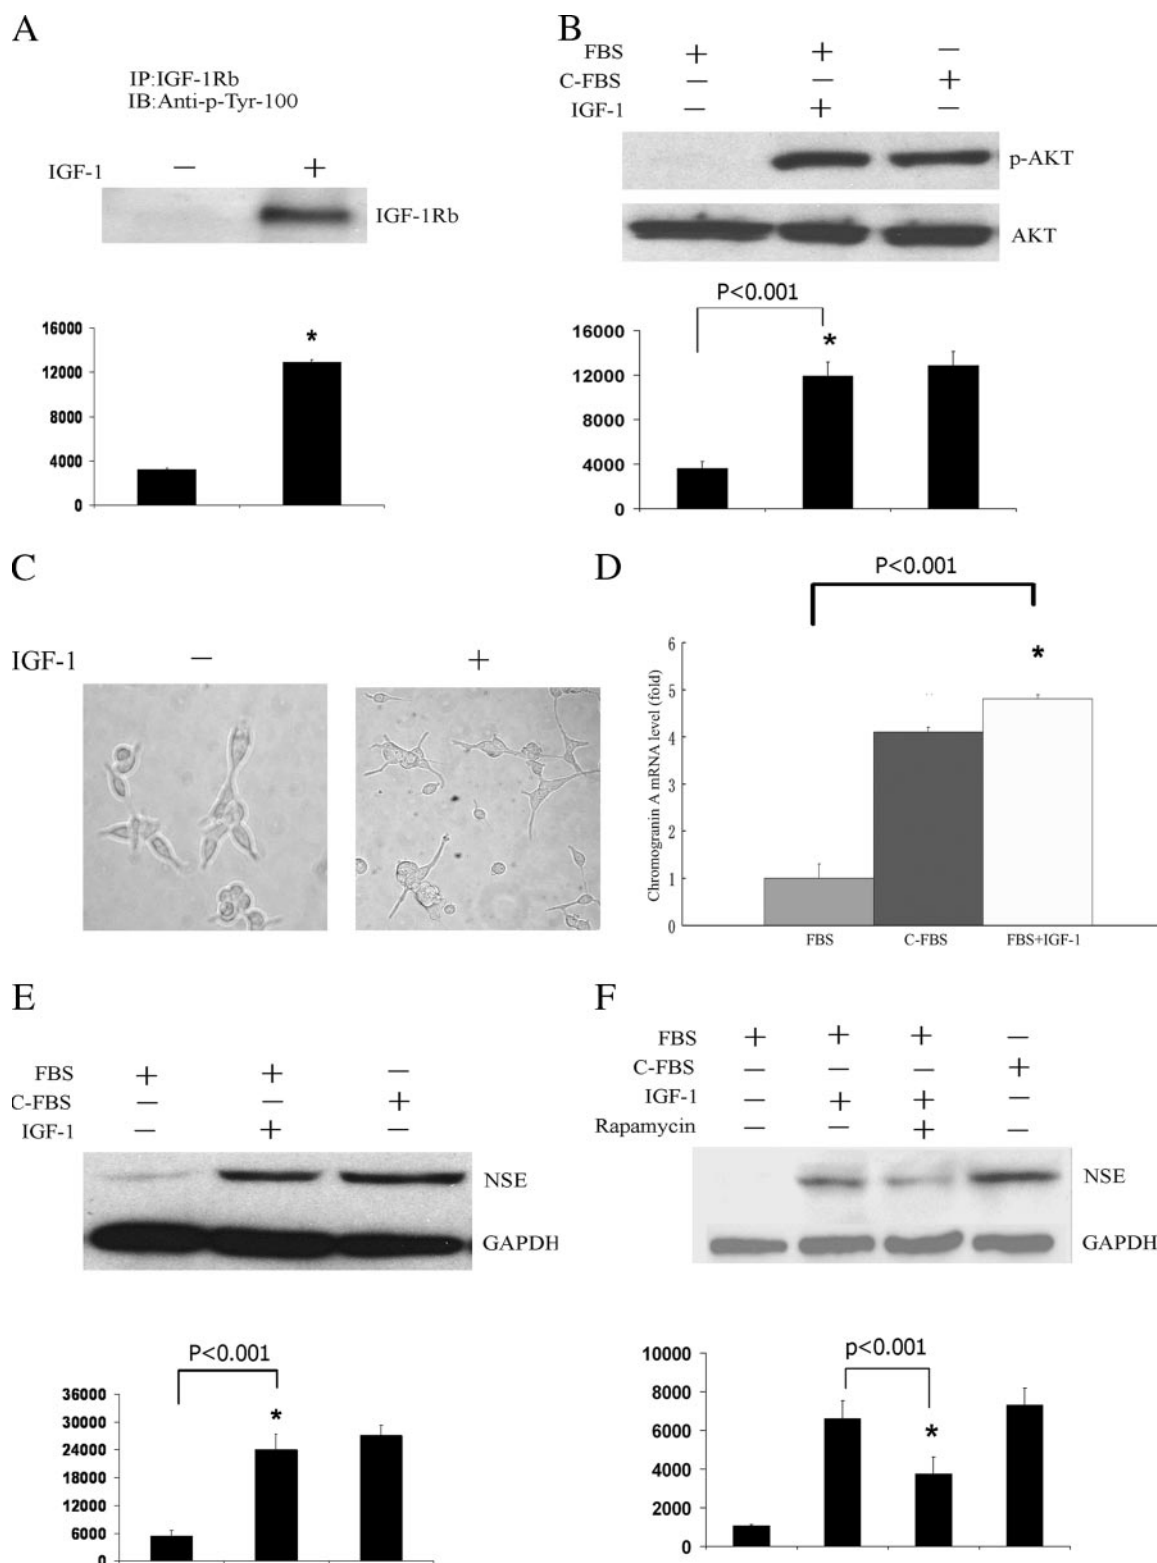 A
IP:IGF-1Rb
IB:Anti-p-Tyr-100
IGF-1 — +
IGF-1Rb
16000
*
12000
8000
4000
0
B
FBS + + —
C-FBS — — +
IGF-1 — + —
p-AKT
AKT
P<0.001
16000
*
12000
8000
4000
0
C
IGF-1 — +
D
P<0.001
6
*
5
4
3
2
1
0
Chromogranin A mRNA level (fold)
FBS C-FBS FBS+IGF-1
E
FBS + + —
C-FBS — — +
IGF-1 — + —
NSE
GAPDH
P<0.001
36000
30000
*
24000
18000
12000
6000
0
F
FBS + + + —
C-FBS — — — +
IGF-1 — + + —
Rapamycin — — + —
NSE
GAPDH
p<0.001
10000
8000
6000
*
4000
2000
0